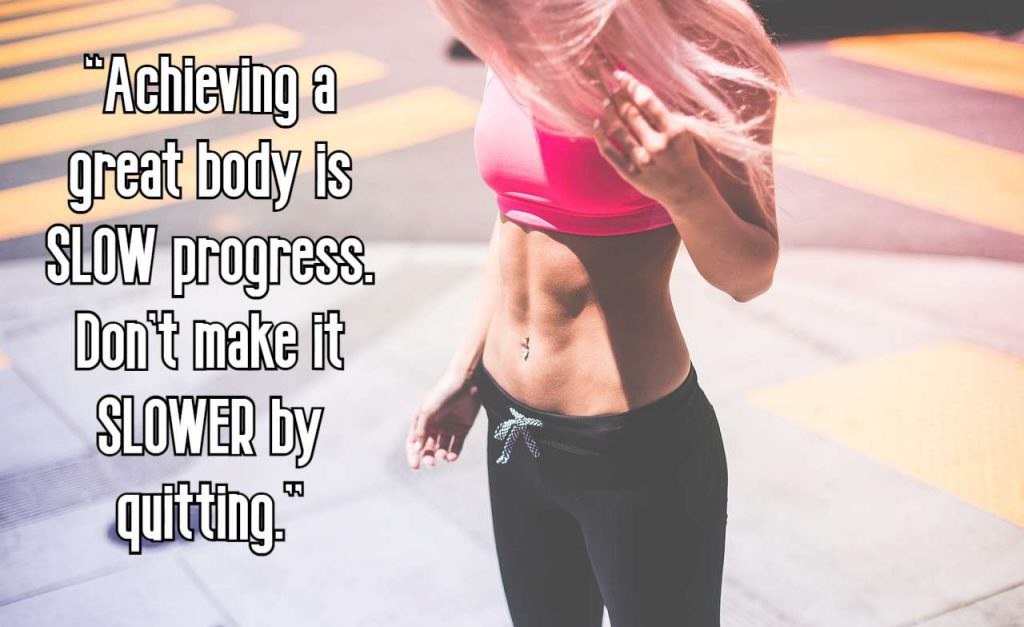 “Achieving a
great body is
SLOW progress.
Don't make it
SLOWER by
quitting.”